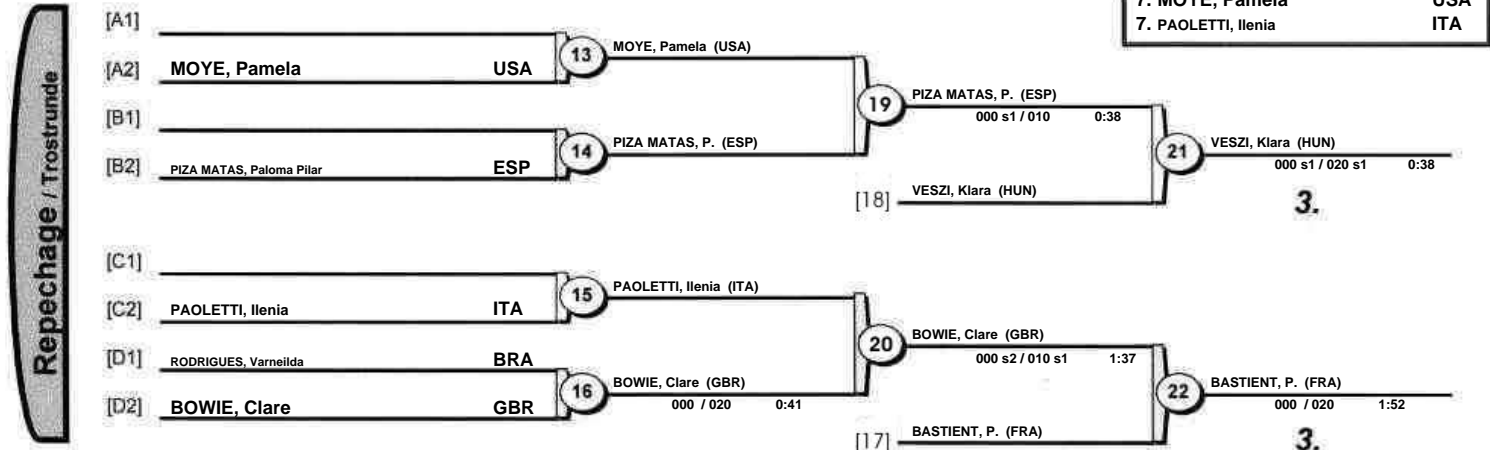 7. MOYE, Pamela USA
7. PAOLETTI, Ilenia ITA
Repechage / Trostrunde
[A1]
[A2] MOYE, Pamela USA
13
MOYE, Pamela (USA)
[B1]
[B2] PIZA MATAS, Paloma Pilar ESP
14
PIZA MATAS, P. (ESP)
19
PIZA MATAS, P. (ESP)
000 s1 / 010 0:38
[18] VESZI, Klara (HUN)
21
VESZI, Klara (HUN)
000 s1 / 020 s1 0:38
3.
[C1]
[C2] PAOLETTI, Ilenia ITA
15
PAOLETTI, Ilenia (ITA)
[D1] RODRIGUES, Varneilda BRA
[D2] BOWIE, Clare GBR
16
BOWIE, Clare (GBR)
000 / 020 0:41
20
BOWIE, Clare (GBR)
000 s2 / 010 s1 1:37
[17] BASTIENT, P. (FRA)
22
BASTIENT, P. (FRA)
000 / 020 1:52
3.